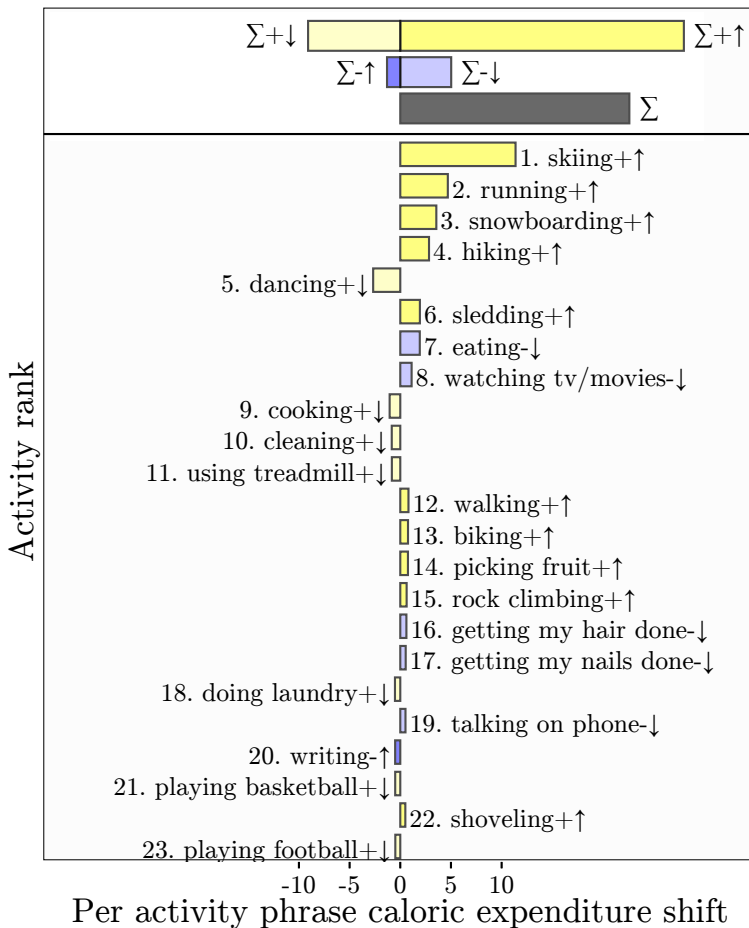 ∑+↓ ∑+↑
∑-↑ ∑-↓
∑
1. skiing+↑
2. running+↑
3. snowboarding+↑
4. hiking+↑
5. dancing+↓
6. sledding+↑
7. eating-↓
8. watching tv/movies-↓
9. cooking+↓
10. cleaning+↓
11. using treadmill+↓
12. walking+↑
13. biking+↑
14. picking fruit+↑
15. rock climbing+↑
16. getting my hair done-↓
17. getting my nails done-↓
18. doing laundry+↓
19. talking on phone-↓
20. writing-↑
21. playing basketball+↓
22. shoveling+↑
23. playing football+↓
Activity rank
-10 -5 0 5 10
Per activity phrase caloric expenditure shift